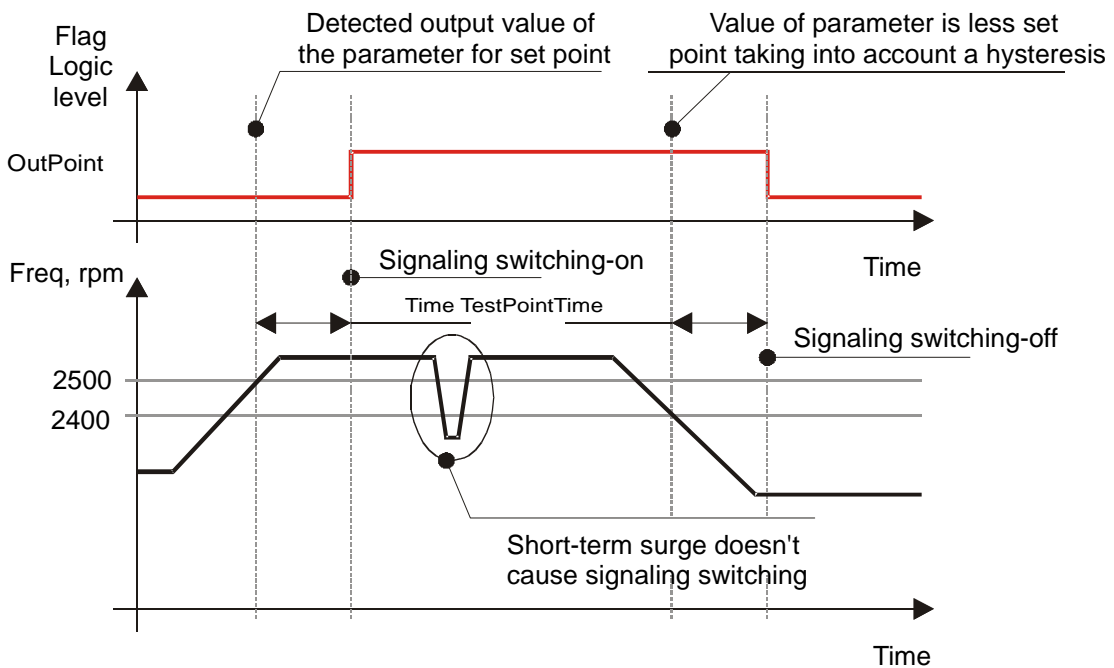 Detected output value of
the parameter for set point
Value of parameter is less set
point taking into account a hysteresis
Flag
Logic
level
OutPoint
Time
Signaling switching-on
Freq, rpm
Time TestPointTime
Signaling switching-off
2500
2400
Short-term surge doesn't
cause signaling switching
Time